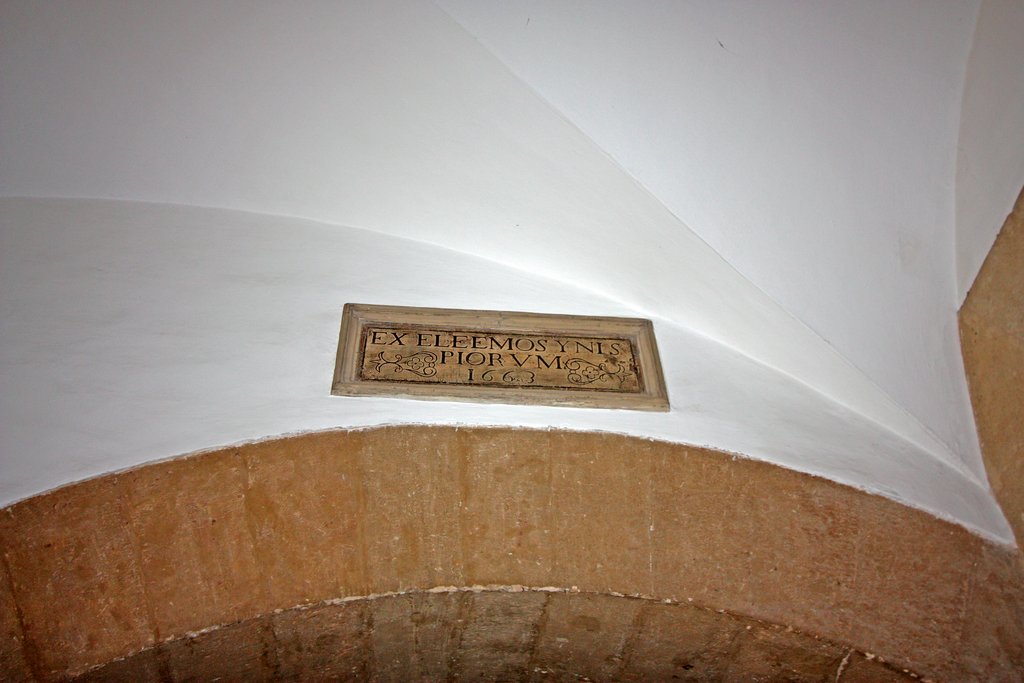 EX ELEEMOSYNIS
PIORVM
1663